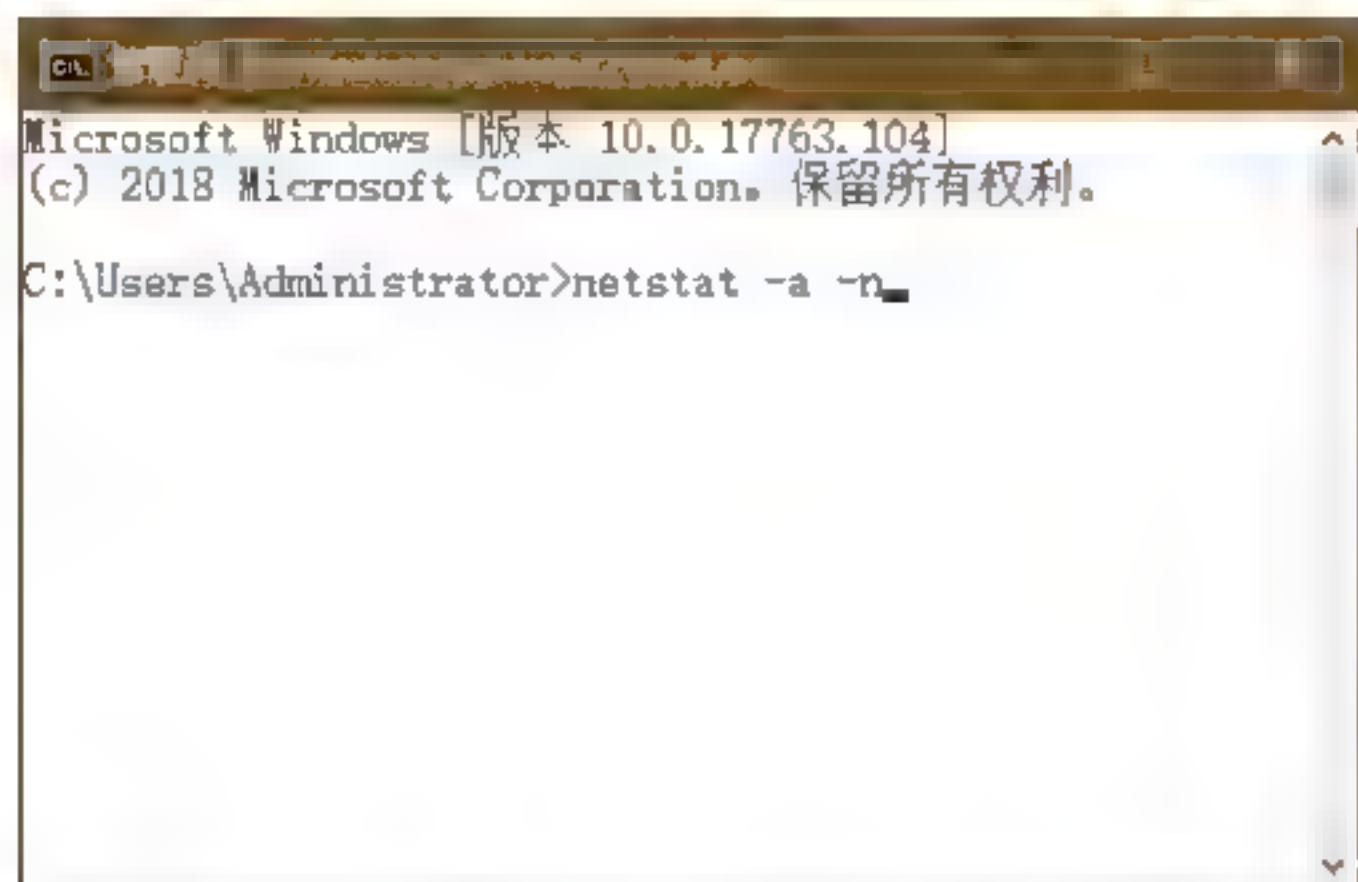 Microsoft Windows [版本 10.0.17763.104]
(c) 2018 Microsoft Corporation。保留所有权利。
C:\Users\Administrator>netstat -a -n